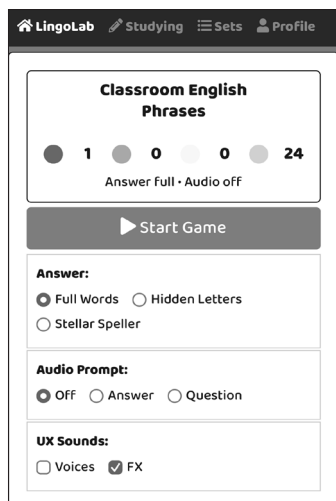 LingoLab Studying Sets Profile
Classroom English
Phrases
1 0 0 24
Answer full • Audio off
Start Game
Answer:
Full Words Hidden Letters
Stellar Speller
Audio Prompt:
Off Answer Question
UX Sounds:
Voices FX